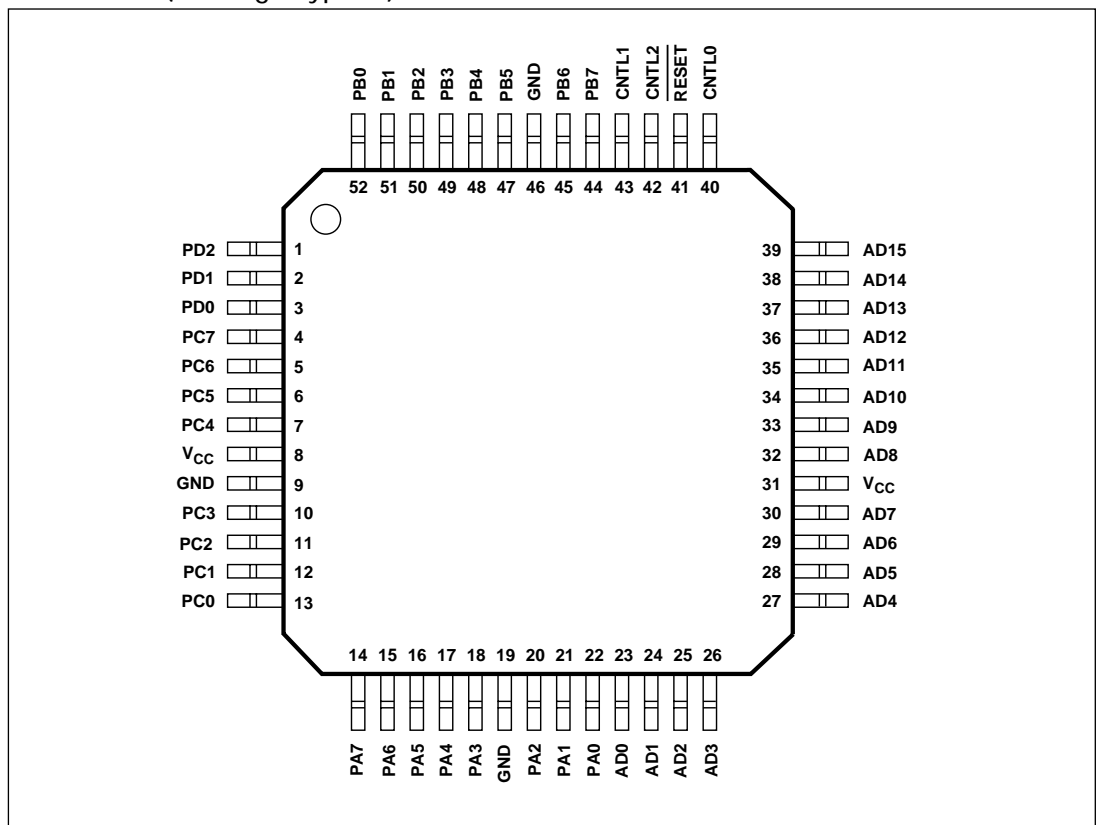 PB0 PB1 PB2 PB3 PB4 PB5 GND PB6 PB7 CNTL1 CNTL2 RESET CNTL0
52 51 50 49 48 47 46 45 44 43 42 41 40
PD2 1 39 AD15
PD1 2 38 AD14
PD0 3 37 AD13
PC7 4 36 AD12
PC6 5 35 AD11
PC5 6 34 AD10
PC4 7 33 AD9
VCC 8 32 AD8
GND 9 31 VCC
PC3 10 30 AD7
PC2 11 29 AD6
PC1 12 28 AD5
PC0 13 27 AD4
14 15 16 17 18 19 20 21 22 23 24 25 26
PA7 PA6 PA5 PA4 PA3 GND PA2 PA1 PA0 AD0 AD1 AD2 AD3